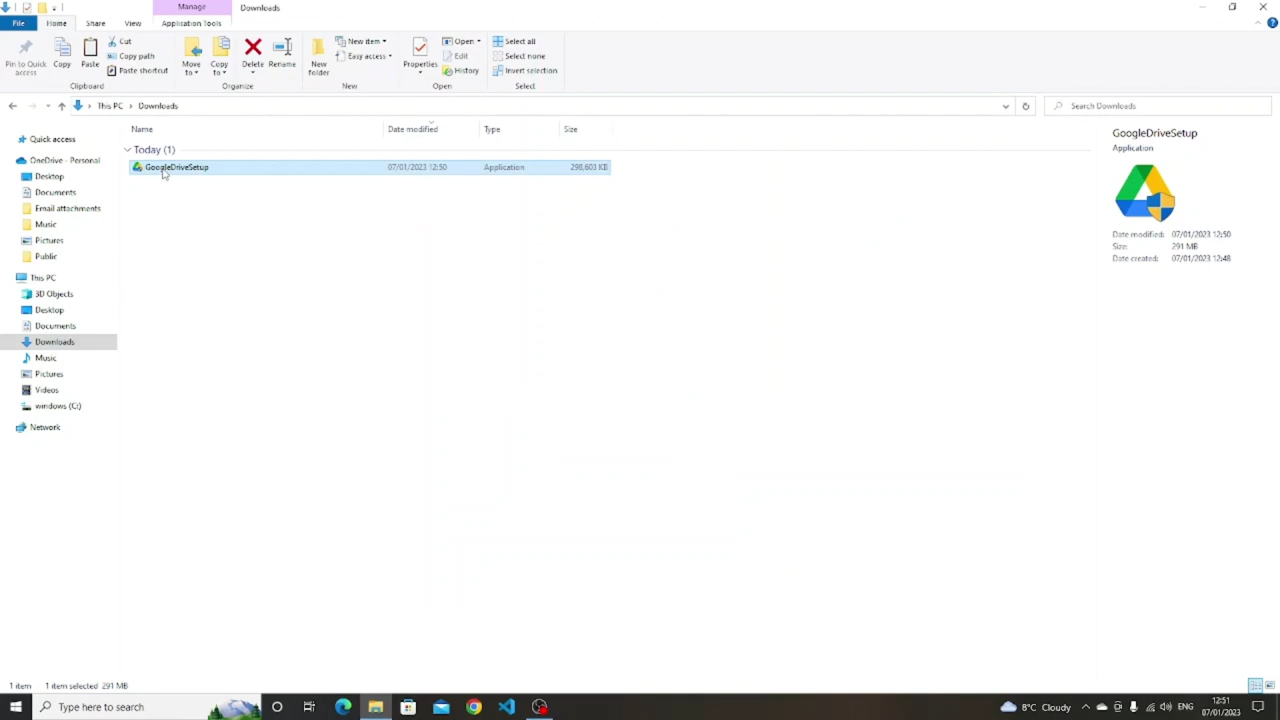 Manage
Downloads
File
Home
Share
View
Application Tools
Pin to Quick access
Copy
Paste
Cut
Copy path
Paste shortcut
Clipboard
Move to
Copy to
Delete
Rename
Organize
New folder
New item
Easy access
New
Properties
Open
Edit
History
Open
Select all
Select none
Invert selection
Select
This PC
Downloads
Search Downloads
Name
Date modified
Type
Size
Today (1)
GoogleDriveSetup
07/01/2023 12:50
Application
298,603 KB
Quick access
OneDrive - Personal
Desktop
Documents
Email attachments
Music
Pictures
Public
This PC
3D Objects
Desktop
Documents
Downloads
Music
Pictures
Videos
windows (C:)
Network
GoogleDriveSetup
Application
Date modified: 07/01/2023 12:50
Size: 291 MB
Date created: 07/01/2023 12:48
1 item
1 item selected 291 MB
Type here to search
8°C Cloudy
ENG
12:51
07/01/2023